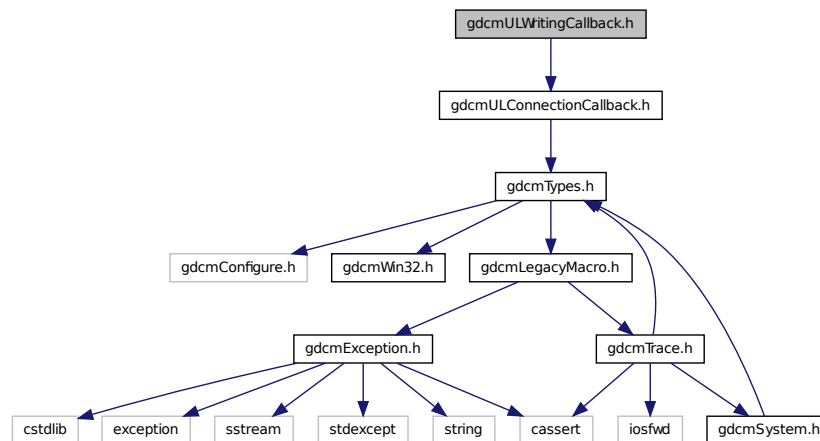 gdcmULWritingCallback.h
gdcmULConnectionCallback.h
gdcmTypes.h
gdcmConfigure.h
gdcmWin32.h
gdcmLegacyMacro.h
gdcmException.h
gdcmTrace.h
cstdlib
exception
sstream
stdexcept
string
cassert
iosfwd
gdcmSystem.h